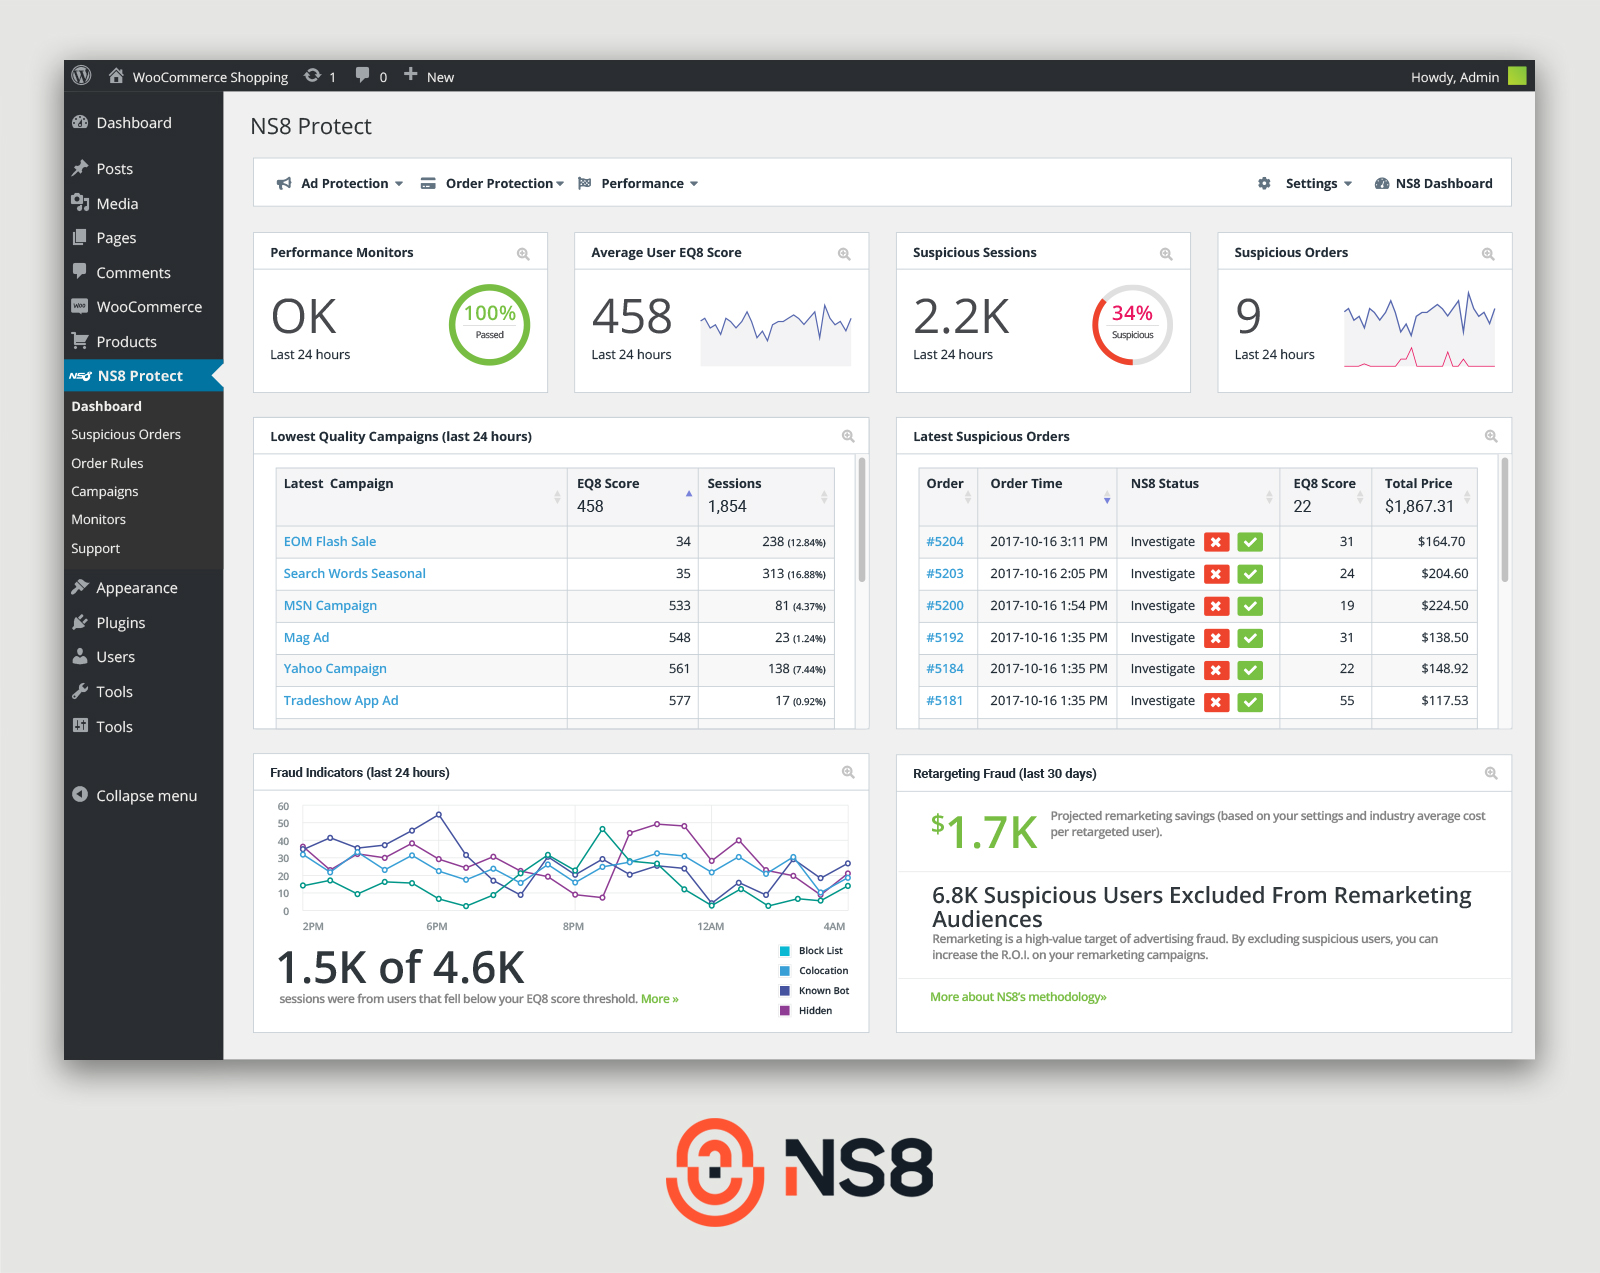 WooCommerce Shopping 1 0 New Howdy, Admin
Dashboard
Posts
Media
Pages
Comments
WooCommerce
Products
NS8 Protect
Dashboard
Suspicious Orders
Order Rules
Campaigns
Monitors
Support
Appearance
Plugins
Users
Tools
Tools
Collapse menu
NS8 Protect
Ad Protection Order Protection Performance Settings NS8 Dashboard
Performance Monitors
OK
Last 24 hours
100%
Passed
Average User EQ8 Score
458
Last 24 hours
Suspicious Sessions
2.2K
Last 24 hours
34%
Suspicious
Suspicious Orders
9
Last 24 hours
Lowest Quality Campaigns (last 24 hours)
Latest Campaign EQ8 Score Sessions
458 1,854
EOM Flash Sale 34 238 (12.84%)
Search Words Seasonal 35 313 (16.88%)
MSN Campaign 533 81 (4.37%)
Mag Ad 548 23 (1.24%)
Yahoo Campaign 561 138 (7.44%)
Tradeshow App Ad 577 17 (0.92%)
Latest Suspicious Orders
Order Order Time NS8 Status EQ8 Score Total Price
22 $1,867.31
#5204 2017-10-16 3:11 PM Investigate 31 $164.70
#5203 2017-10-16 2:05 PM Investigate 24 $204.60
#5200 2017-10-16 1:54 PM Investigate 19 $224.50
#5192 2017-10-16 1:35 PM Investigate 31 $138.50
#5184 2017-10-16 1:35 PM Investigate 22 $148.92
#5181 2017-10-16 1:35 PM Investigate 55 $117.53
Fraud Indicators (last 24 hours)
60
50
40
30
20
10
0
2PM 6PM 8PM 12AM 4AM
1.5K of 4.6K
sessions were from users that fell below your EQ8 score threshold. More »
Block List
Colocation
Known Bot
Hidden
Retargeting Fraud (last 30 days)
$1.7K
Projected remarketing savings (based on your settings and industry average cost
per retargeted user).
6.8K Suspicious Users Excluded From Remarketing
Audiences
Remarketing is a high-value target of advertising fraud. By excluding suspicious users, you can
increase the R.O.I. on your remarketing campaigns.
More about NS8's methodology»
NS8